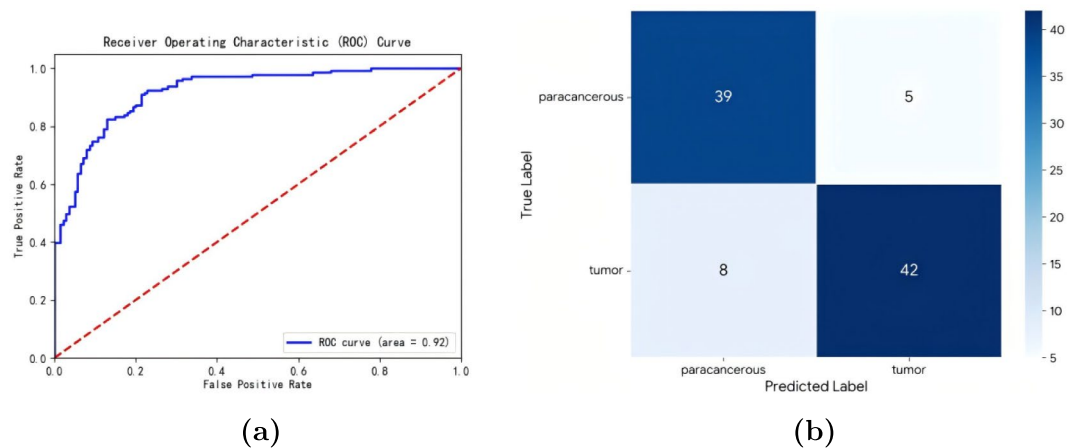 Receiver Operating Characteristic (ROC) Curve
True Positive Rate
1.0
0.8
0.6
0.4
0.2
0.0
0.0 0.2 0.4 0.6 0.8 1.0
False Positive Rate
ROC curve (area = 0.92)
(a)
True Label
paracancerous
tumor
39 5
8 42
paracancerous tumor
Predicted Label
40
35
30
25
20
15
10
5
(b)